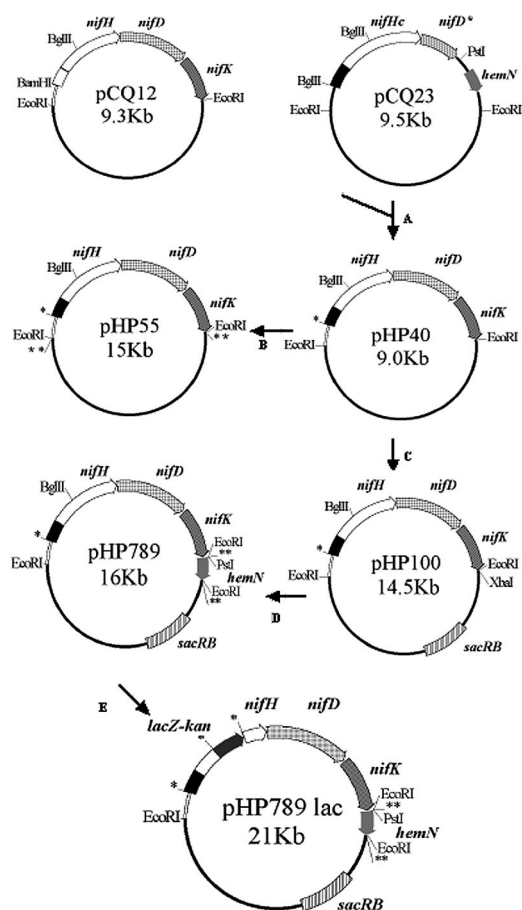 nifH nifD
BglII
BamHI
nifK
EcoRI
EcoRI
pCQ12
9.3Kb
nifHc nifD*
PstI
BglII
hemN
EcoRI
EcoRI
pCQ23
9.5Kb
A
nifH nifD
BglII
*
nifK
EcoRI
**
EcoRI
* *
pHP55
15Kb
B
nifH nifD
BglII
*
nifK
EcoRI
EcoRI
pHP40
9.0Kb
C
nifH nifD
BglII
*
nifK
EcoRI
**
PstI
hemN
EcoRI
**
EcoRI
pHP789
16Kb
sacRB
D
nifH nifD
BglII
*
nifK
EcoRI
EcoRI
XbaI
pHP100
14.5Kb
sacRB
E
lacZ-kan
*
*
nifH nifD
*
nifK
EcoRI
**
PstI
hemN
EcoRI
**
EcoRI
pHP789 lac
21Kb
sacRB